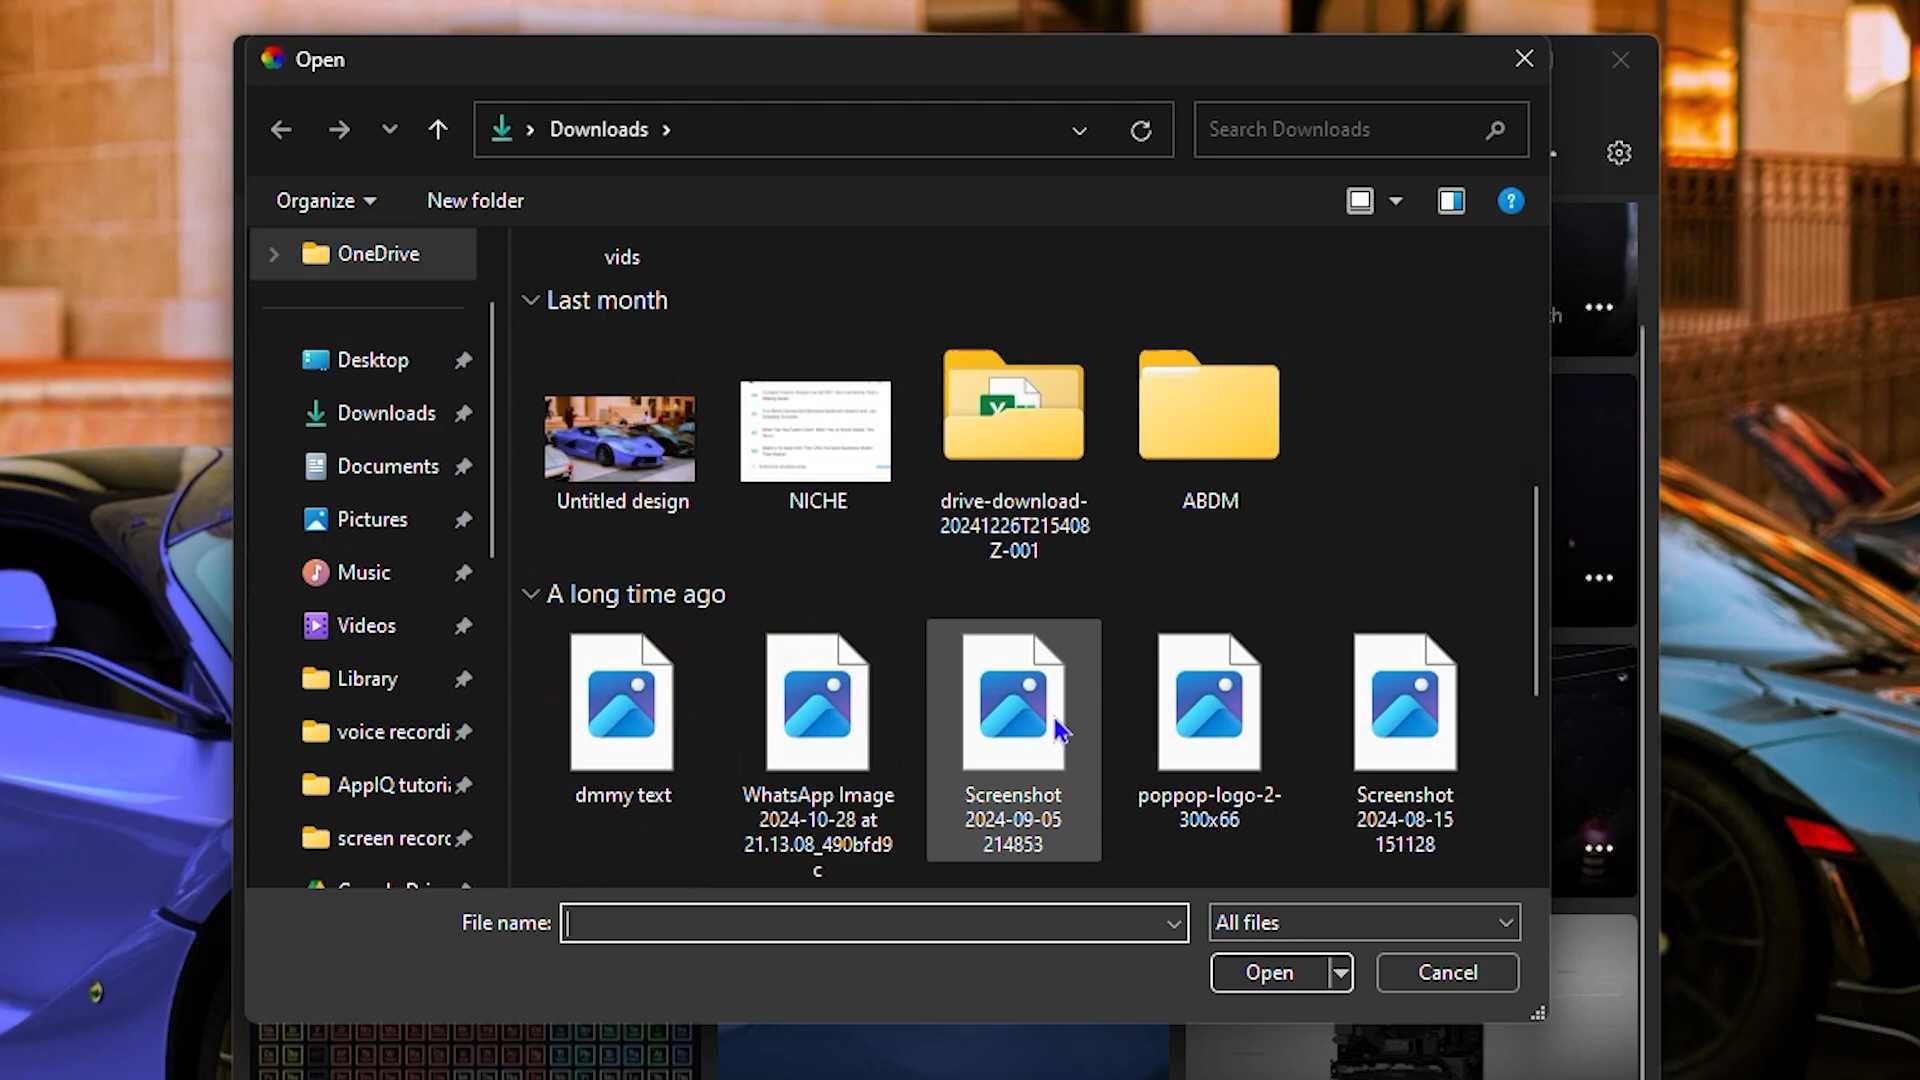 Open
Downloads
Search Downloads
Organize
New folder
OneDrive
Desktop
Downloads
Documents
Pictures
Music
Videos
Library
voice recordi
AppIQ tutori
screen recorc
vids
Last month
Untitled design
NICHE
drive-download-
20241226T215408
Z-001
ABDM
A long time ago
dmmy text
WhatsApp Image
2024-10-28 at
21.13.08_490bfd9
c
Screenshot
2024-09-05
214853
poppop-logo-2-
300x66
Screenshot
2024-08-15
151128
File name:
All files
Open
Cancel